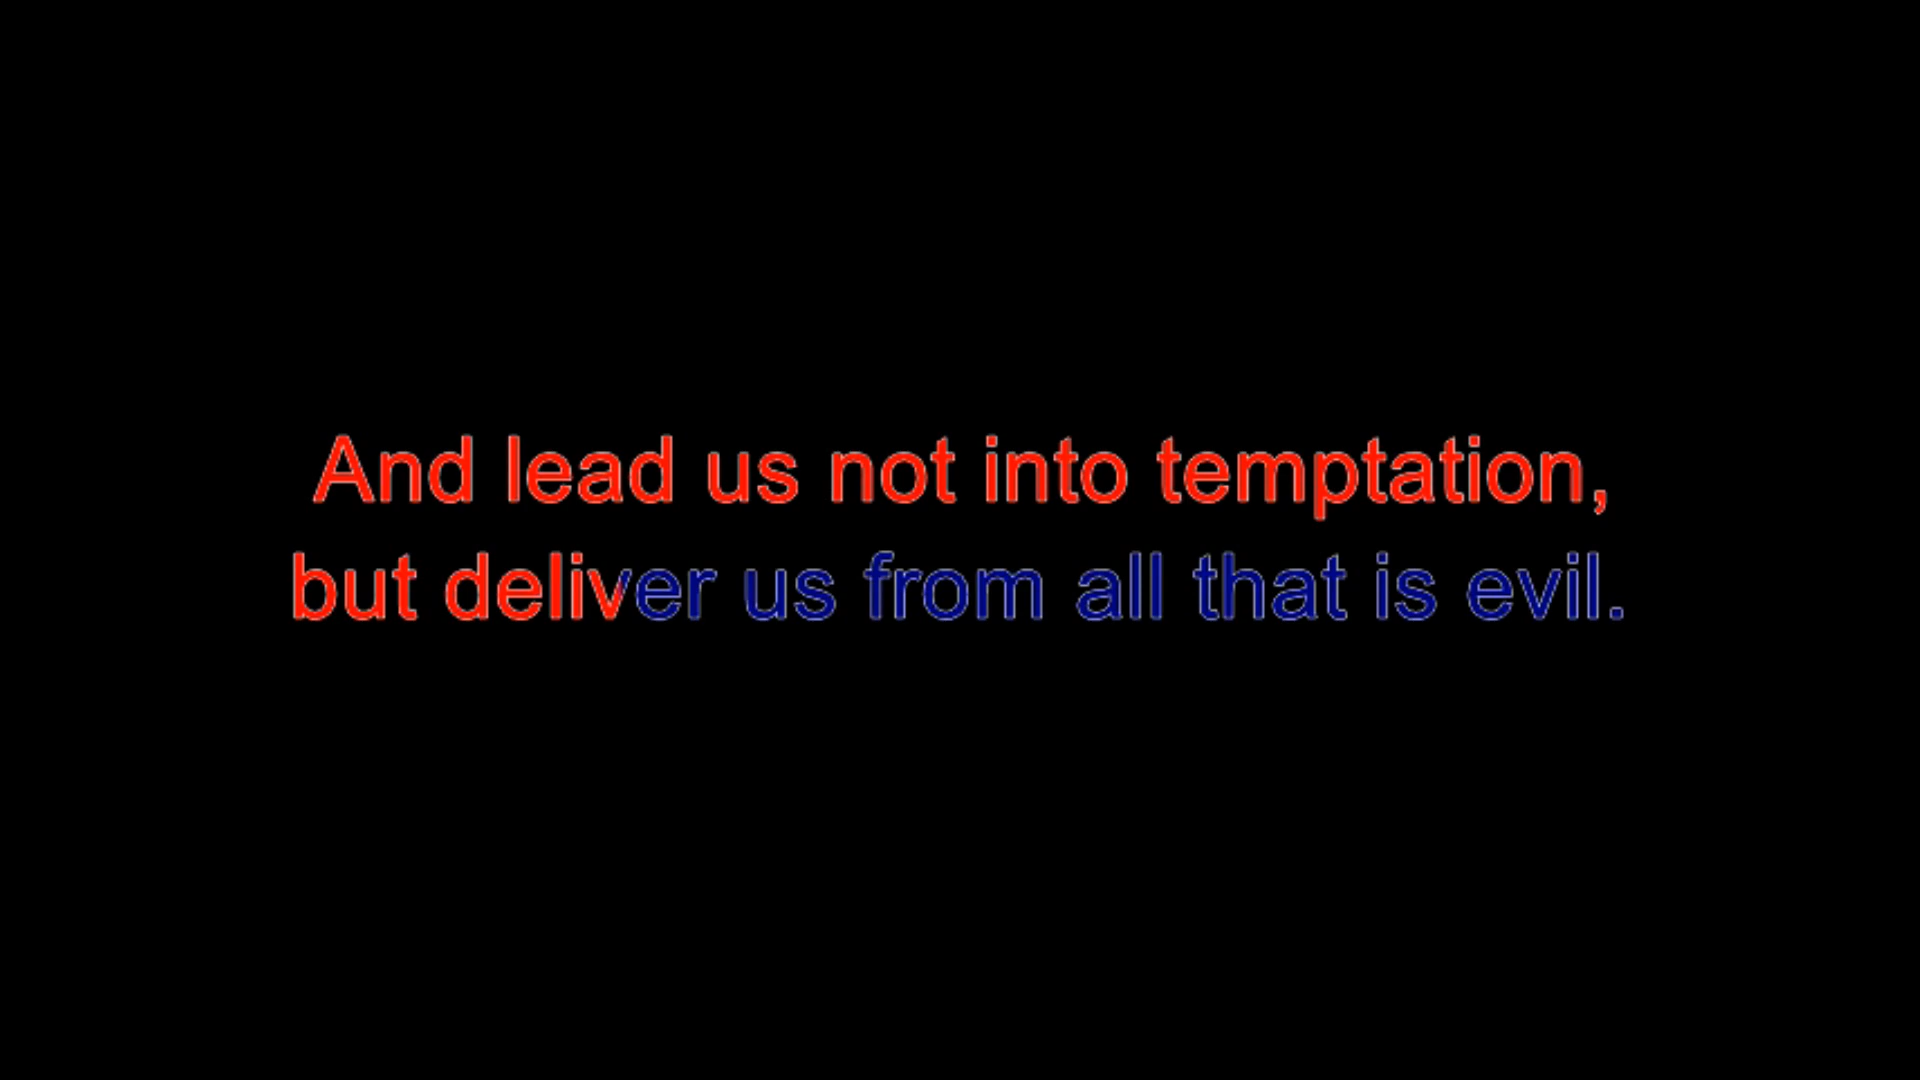 And lead us not into temptation,
but deliver us from all that is evil.